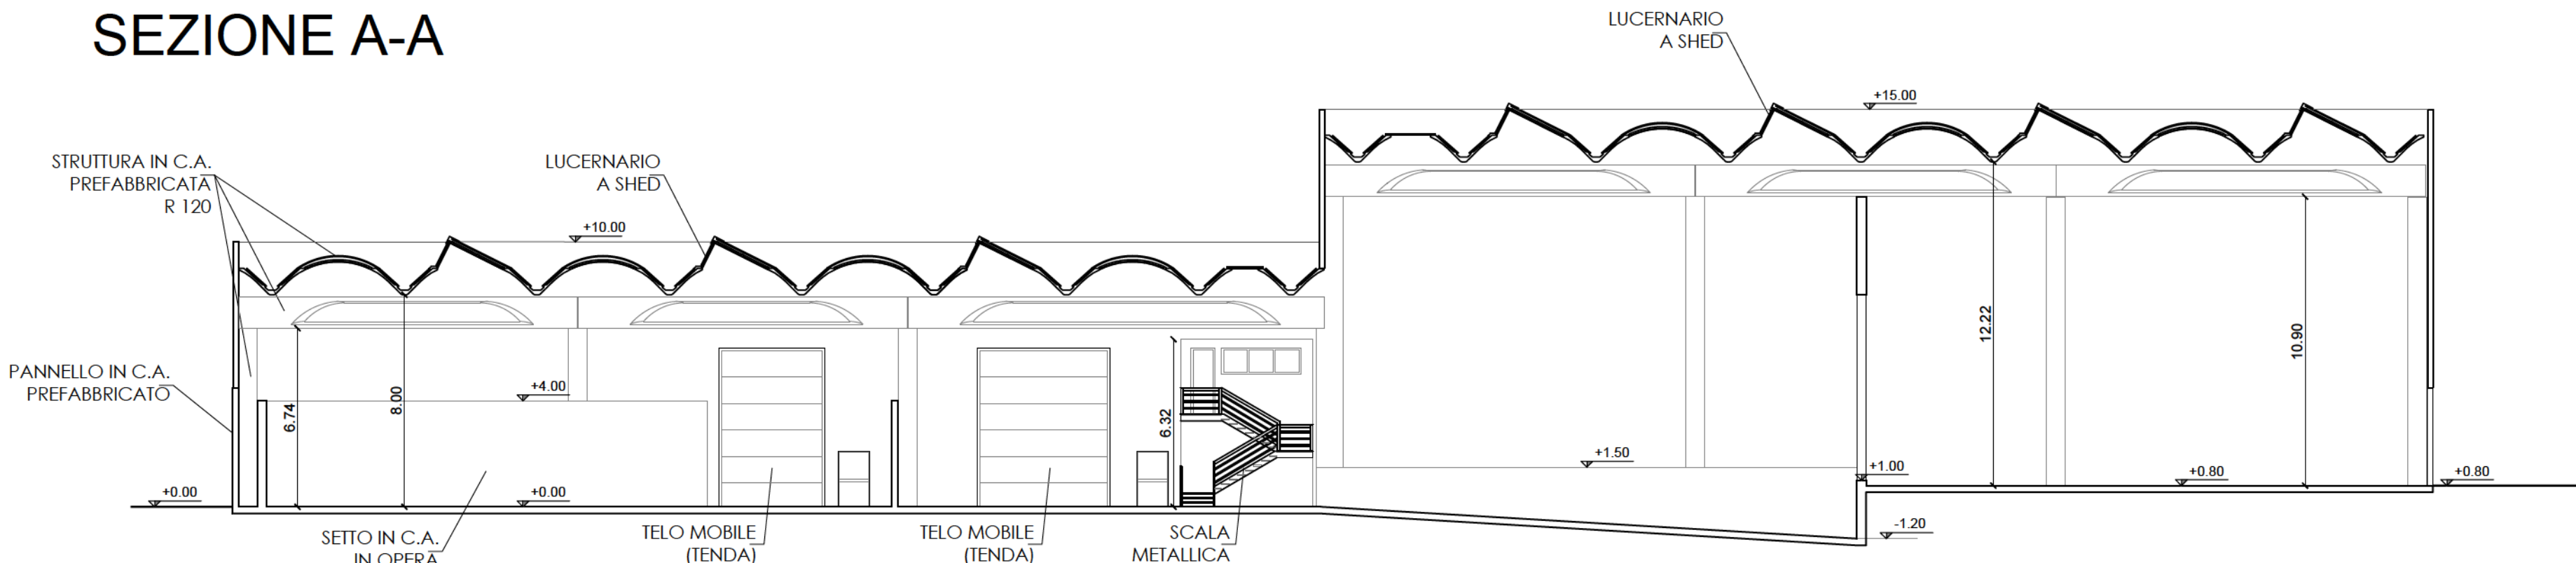 SEZIONE A-A
LUCERNARIO
A SHED
+15.00
STRUTTURA IN C.A.
PREFABBRICATA
R 120
LUCERNARIO
A SHED
+10.00
PANNELLO IN C.A.
PREFABBRICATO
6.74
8.00
+4.00
6.32
12.22
10.90
+0.00
+0.00
+1.50
+1.00
+0.80
+0.80
-1.20
SETTO IN C.A.
IN OPERA
TELO MOBILE
(TENDA)
TELO MOBILE
(TENDA)
SCALA
METALLICA